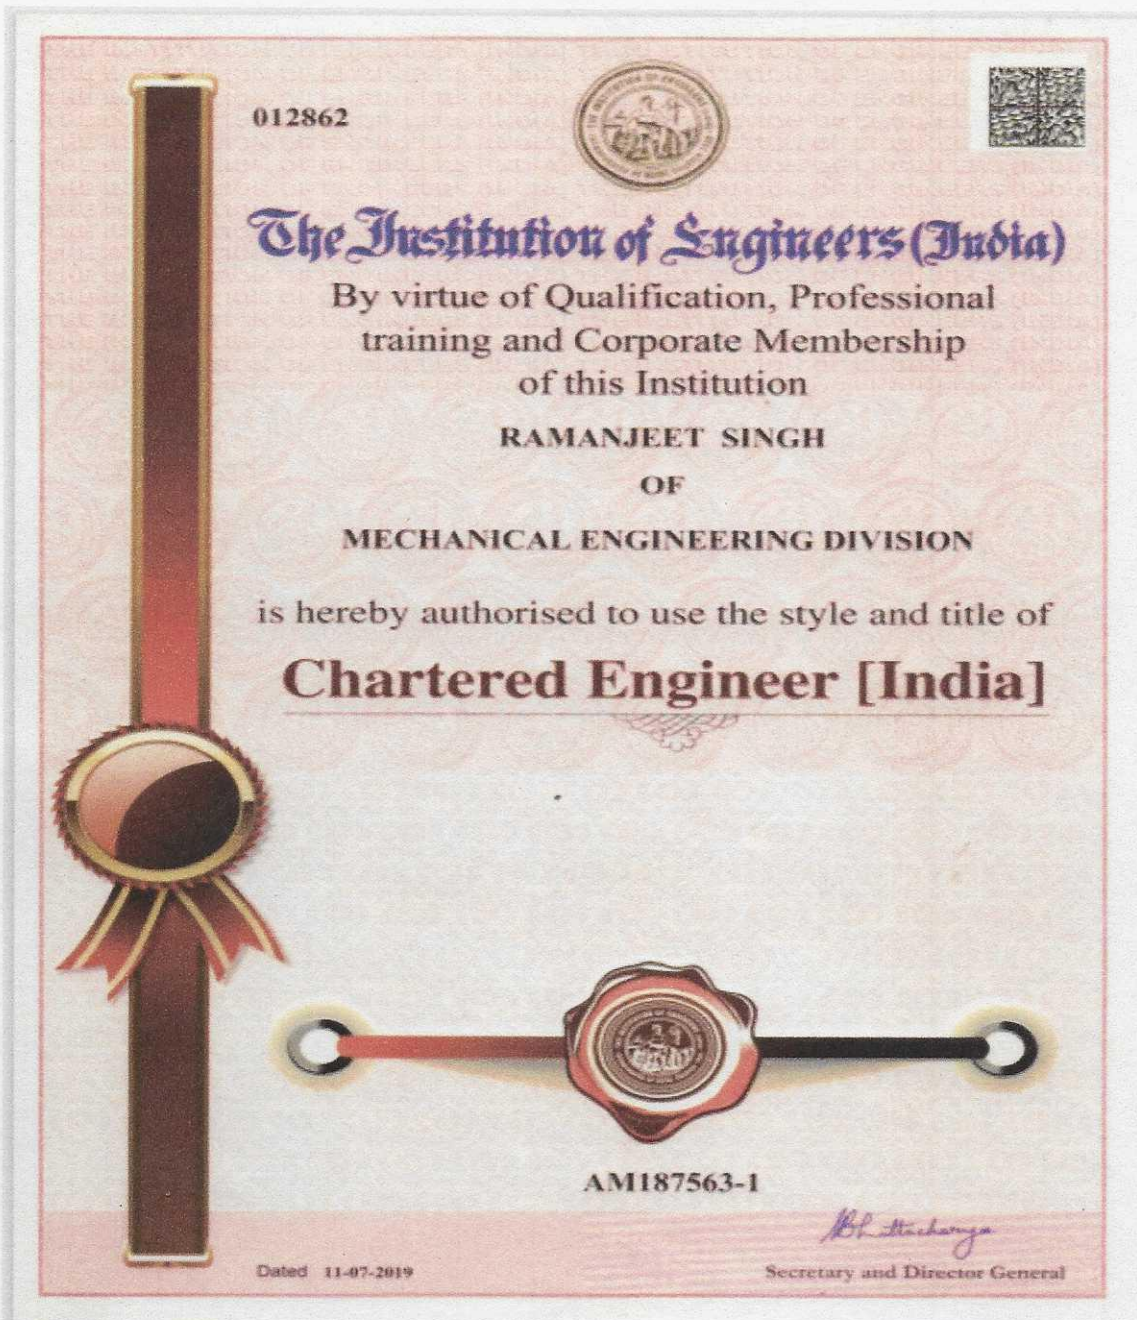 012862
The Institution of Engineers (India)
By virtue of Qualification, Professional
training and Corporate Membership
of this Institution
RAMANJEET SINGH
OF
MECHANICAL ENGINEERING DIVISION
is hereby authorised to use the style and title of
Chartered Engineer [India]
AM187563-1
Dated 11-07-2019
Secretary and Director General